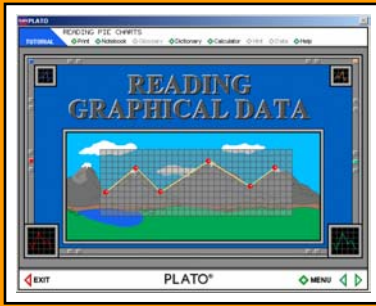 PLATO
READING PIE CHARTS
TUTORIAL Print Notebook Glossary Dictionary Calculator Hint Data Help
READING
GRAPHICAL DATA
EXIT PLATO® MENU